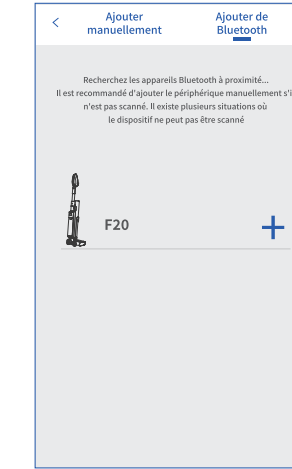 Ajouter
manuellement
Ajouter de
Bluetooth
Recherchez les appareils Bluetooth à proximité...
Il est recommandé d'ajouter le périphérique manuellement s'i
n'est pas scanné. Il existe plusieurs situations où
le dispositif ne peut pas être scanné
F20